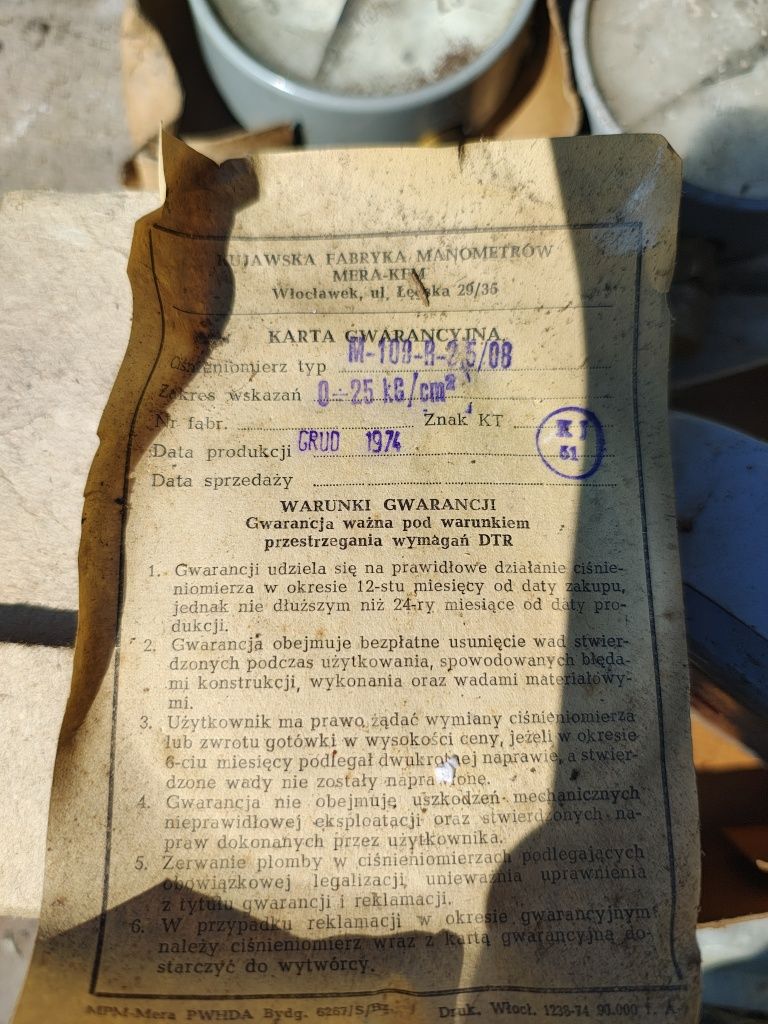 KUJAWSKA FABRYKA MANOMETRÓW
MERA-KFM
Włocławek, ul. Łęgska 29/35
KARTA GWARANCYJNA
Ciśnieniomierz typ M-100-R-2,5/08
Zakres wskazań 0÷25 kG/cm²
Nr fabr. Znak KT KJ
51
Data produkcji GRUD 1974
Data sprzedaży
WARUNKI GWARANCJI
Gwarancja ważna pod warunkiem
przestrzegania wymagań DTR
1. Gwarancji udziela się na prawidłowe działanie ciśnie-
niomierza w okresie 12-stu miesięcy od daty zakupu,
jednak nie dłuższym niż 24-ry miesiące od daty pro-
dukcji.
2. Gwarancja obejmuje bezpłatne usunięcie wad stwier-
dzonych podczas użytkowania, spowodowanych błęda-
mi konstrukcji, wykonania oraz wadami materiałowy-
mi.
3. Użytkownik ma prawo żądać wymiany ciśnieniomierza
lub zwrotu gotówki w wysokości ceny, jeżeli w okresie
6-ciu miesięcy podlegał dwukrotnej naprawie, a stwier-
dzone wady nie zostały naprawione.
4. Gwarancja nie obejmuje uszkodzeń mechanicznych
nieprawidłowej eksploatacji oraz stwierdzonych na-
praw dokonanych przez użytkownika.
5. Zerwanie plomby w ciśnieniomierzach podlegających
obowiązkowej legalizacji, unieważnia uprawnienia
z tytułu gwarancji i reklamacji.
6. W przypadku reklamacji w okresie gwarancyjnym
należy ciśnieniomierz wraz z kartą gwarancyjną do-
starczyć do wytwórcy.
MPM-Mera PWHDA Bydg. 6267/S/ Druk. Włocł. 1238-74 90.000